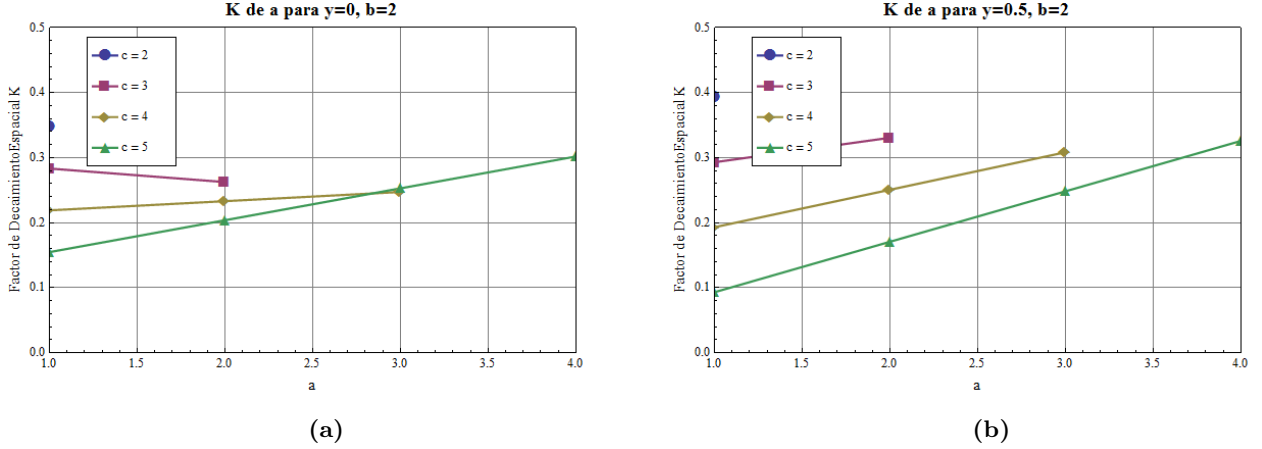 K de a para y=0, b=2
Factor de DecaimientoEspacial K
0.5
0.4
0.3
0.2
0.1
0.0
c = 2
c = 3
c = 4
c = 5
1.0 1.5 2.0 2.5 3.0 3.5 4.0
a
(a)
K de a para y=0.5, b=2
Factor de DecaimientoEspacial K
0.5
0.4
0.3
0.2
0.1
0.0
c = 2
c = 3
c = 4
c = 5
1.0 1.5 2.0 2.5 3.0 3.5 4.0
a
(b)